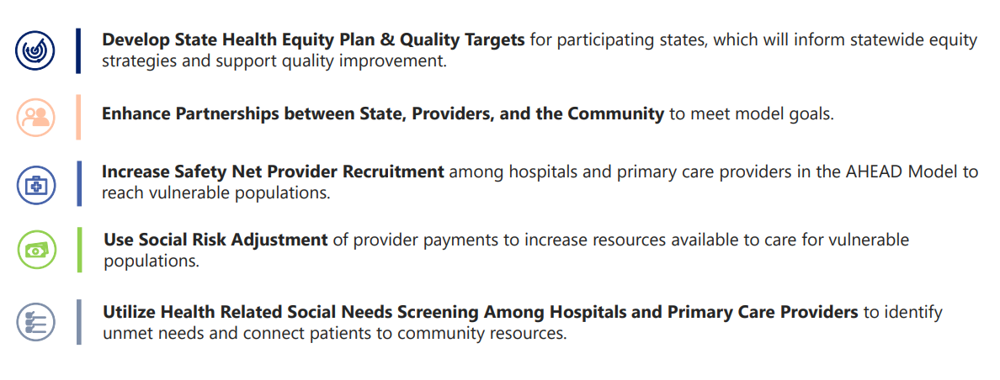 Develop State Health Equity Plan & Quality Targets for participating states, which will inform statewide equity
strategies and support quality improvement.
Enhance Partnerships between State, Providers, and the Community to meet model goals.
Increase Safety Net Provider Recruitment among hospitals and primary care providers in the AHEAD Model to
reach vulnerable populations.
Use Social Risk Adjustment of provider payments to increase resources available to care for vulnerable
populations.
Utilize Health Related Social Needs Screening Among Hospitals and Primary Care Providers to identify
unmet needs and connect patients to community resources.